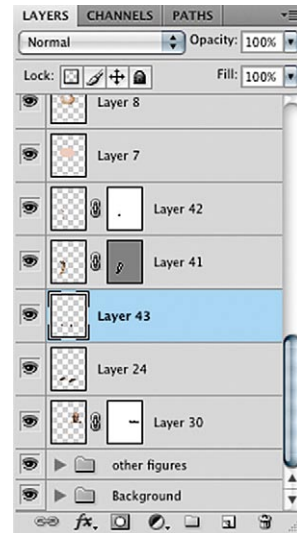 LAYERS CHANNELS PATHS
Normal Opacity: 100%
Lock: Fill: 100%
Layer 8
Layer 7
Layer 42
Layer 41
Layer 43
Layer 24
Layer 30
other figures
Background
fx.